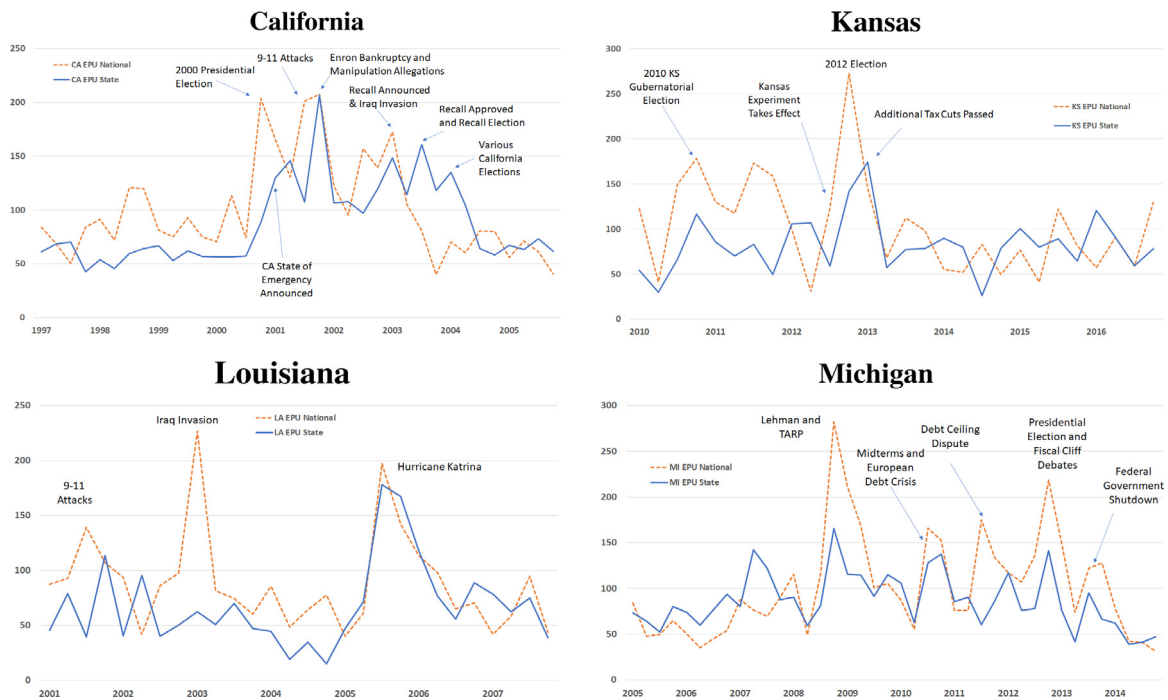 California
250
200
150
100
50
0
CA EPU National
CA EPU State
2000 Presidential
Election
9-11 Attacks
Enron Bankruptcy and
Manipulation Allegations
Recall Announced
& Iraq Invasion
Recall Approved
and Recall Election
Various
California
Elections
CA State of
Emergency
Announced
1997 1998 1999 2000 2001 2002 2003 2004 2005
Kansas
300
250
200
150
100
50
0
2010 KS
Gubernatorial
Election
Kansas
Experiment
Takes Effect
2012 Election
Additional Tax Cuts Passed
KS EPU National
KS EPU State
2010 2011 2012 2013 2014 2015 2016
Louisiana
250
200
150
100
50
0
9-11
Attacks
Iraq Invasion
LA EPU National
LA EPU State
Hurricane Katrina
2001 2002 2003 2004 2005 2006 2007
Michigan
300
250
200
150
100
50
0
MI EPU National
MI EPU State
Lehman and
TARP
Midterms and
European
Debt Crisis
Debt Ceiling
Dispute
Presidential
Election and
Fiscal Cliff
Debates
Federal
Government
Shutdown
2005 2006 2007 2008 2009 2010 2011 2012 2013 2014